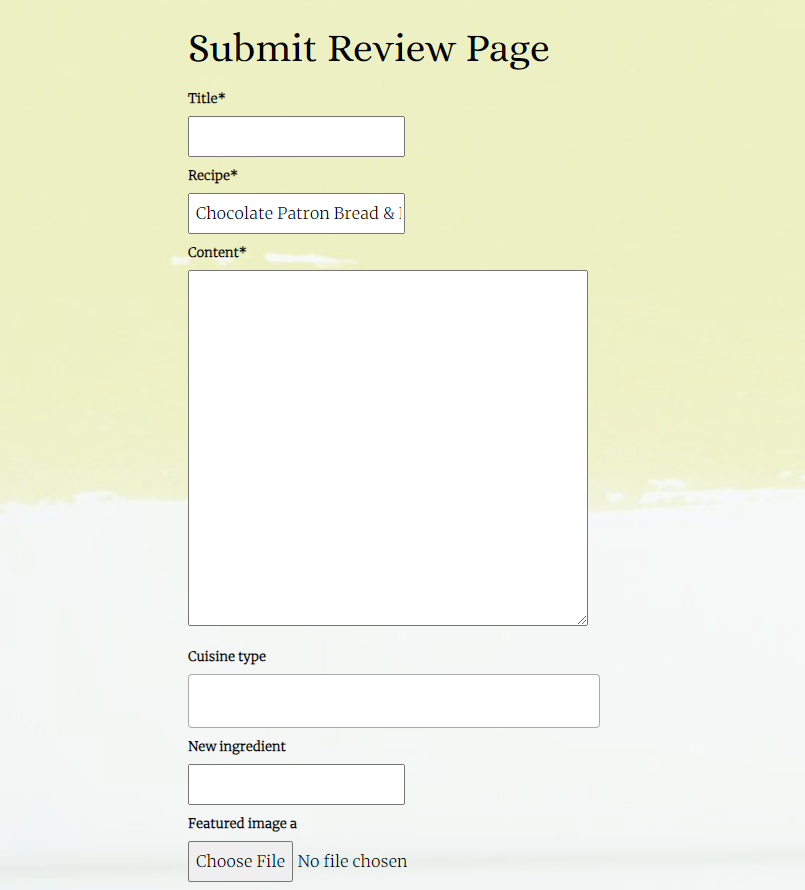 Submit Review Page
Title*
Recipe*
Chocolate Patron Bread &
Content*
Cuisine type
New ingredient
Featured image a
Choose File No file chosen